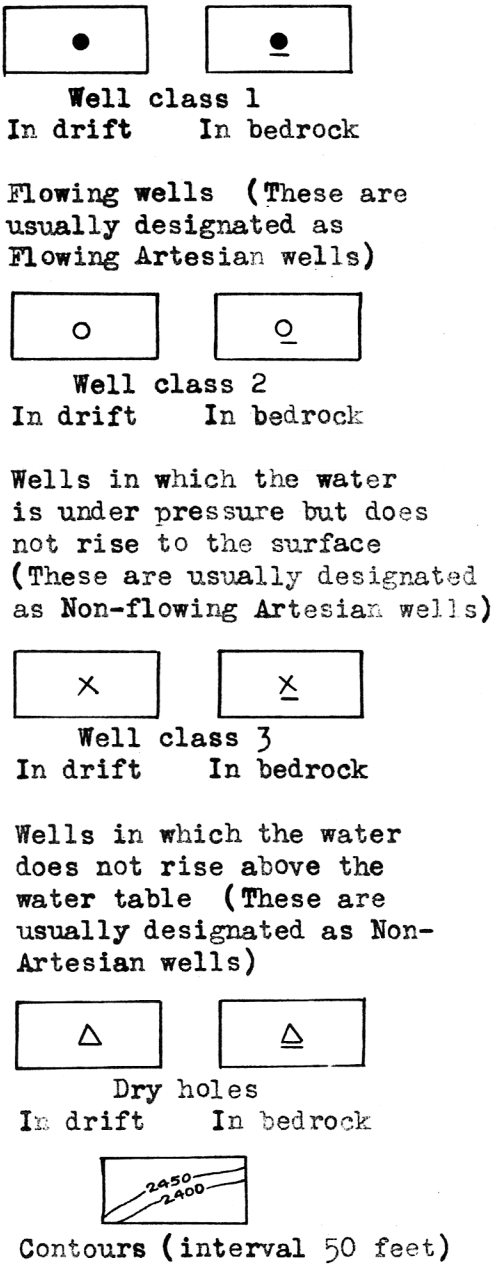 Well class 1
In drift In bedrock
Flowing wells (These are
usually designated as
Flowing Artesian wells)
Well class 2
In drift In bedrock
Wells in which the water
is under pressure but does
not rise to the surface
(These are usually designated
as Non-flowing Artesian wells)
Well class 3
In drift In bedrock
Wells in which the water
does not rise above the
water table (These are
usually designated as Non-
Artesian wells)
Dry holes
In drift In bedrock
2450
2400
Contours (interval 50 feet)